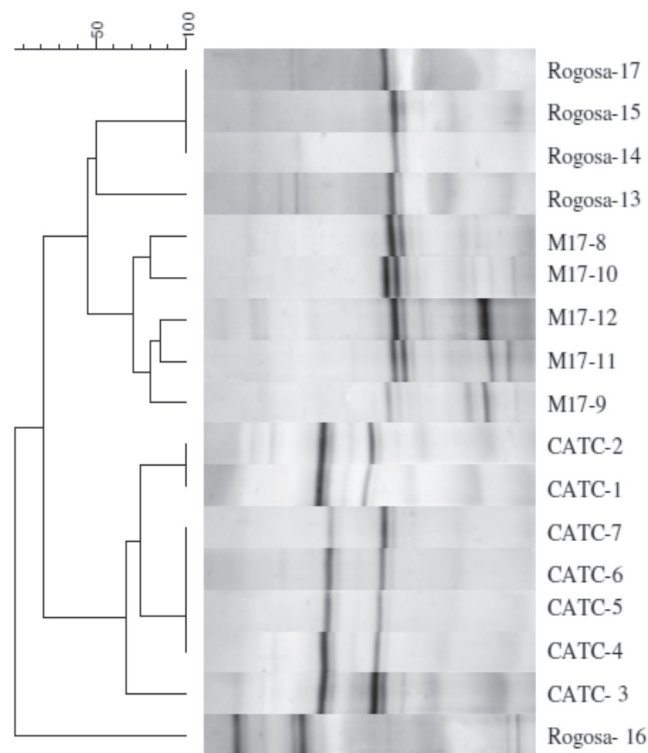 50
100
Rogosa-17
Rogosa-15
Rogosa-14
Rogosa-13
M17-8
M17-10
M17-12
M17-11
M17-9
CATC-2
CATC-1
CATC-7
CATC-6
CATC-5
CATC-4
CATC- 3
Rogosa- 16